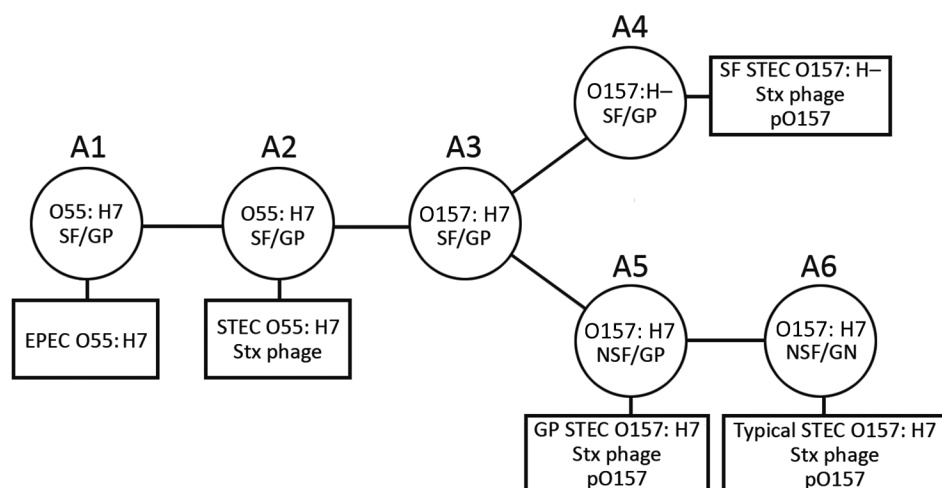 A4
O157:H–
SF/GP
SF STEC O157: H–
Stx phage
pO157
A1
O55: H7
SF/GP
EPEC O55:H7
A2
O55: H7
SF/GP
STEC O55: H7
Stx phage
A3
O157: H7
SF/GP
A5
O157: H7
NSF/GP
GP STEC O157: H7
Stx phage
pO157
A6
O157: H7
NSF/GN
Typical STEC O157: H7
Stx phage
pO157